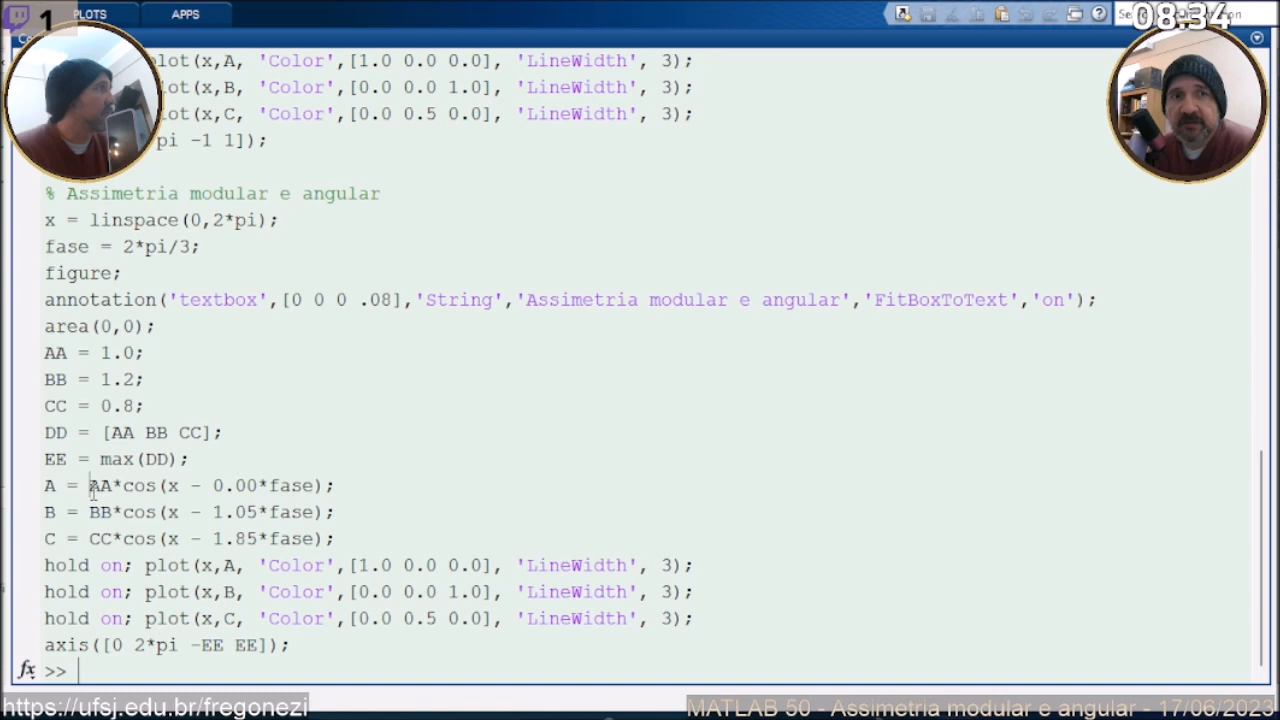 1 PLOTS APPS
08:34
lot(x,A, 'Color',[1.0 0.0 0.0], 'LineWidth', 3);
lot(x,B, 'Color',[0.0 0.0 1.0], 'LineWidth', 3);
lot(x,C, 'Color',[0.0 0.5 0.0], 'LineWidth', 3);
pi -1 1]);
% Assimetria modular e angular
x = linspace(0,2*pi);
fase = 2*pi/3;
figure;
annotation('textbox',[0 0 0 .08],'String','Assimetria modular e angular','FitBoxToText','on');
area(0,0);
AA = 1.0;
BB = 1.2;
CC = 0.8;
DD = [AA BB CC];
EE = max(DD);
A = AA*cos(x - 0.00*fase);
B = BB*cos(x - 1.05*fase);
C = CC*cos(x - 1.85*fase);
hold on; plot(x,A, 'Color',[1.0 0.0 0.0], 'LineWidth', 3);
hold on; plot(x,B, 'Color',[0.0 0.0 1.0], 'LineWidth', 3);
hold on; plot(x,C, 'Color',[0.0 0.5 0.0], 'LineWidth', 3);
axis([0 2*pi -EE EE]);
fx >>
https://ufsj.edu.br/fregonezi
MATLAB 50 - Assimetria modular e angular - 17/06/2023